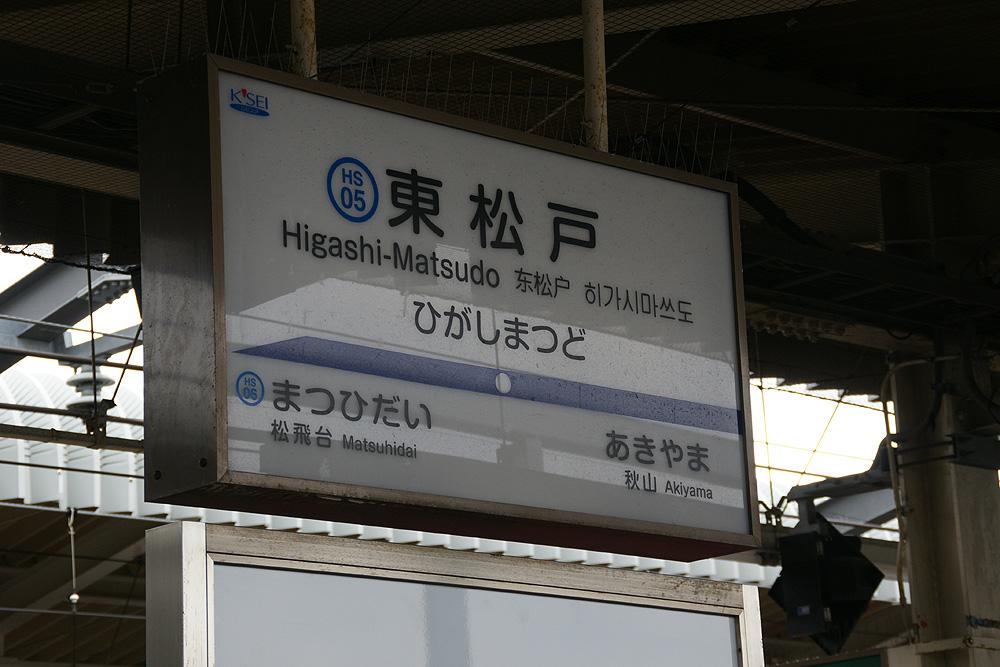 K'SEI
HS
05
東松戸
Higashi-Matsudo 东松户 히가시마쓰도
ひがしまつど
HS
06
まつひだい
松飛台 Matsuhidai
あきやま
秋山 Akiyama